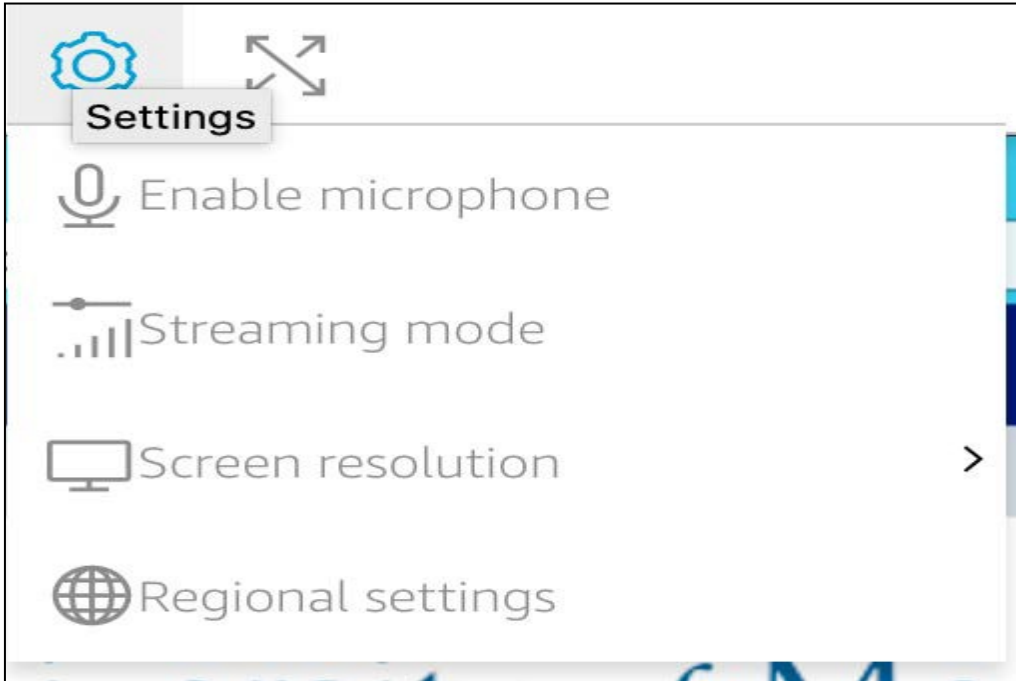 Settings
Enable microphone
Streaming mode
Screen resolution
Regional settings